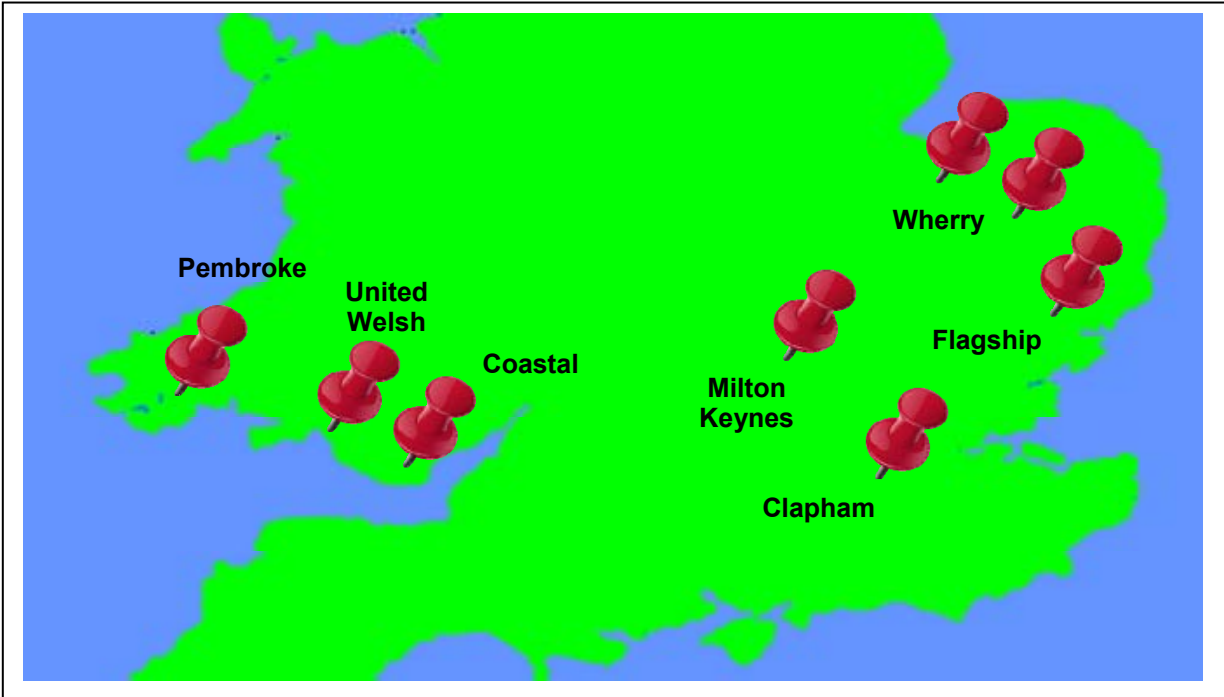 Wherry
Pembroke
United
Welsh
Flagship
Coastal
Milton
Keynes
Clapham